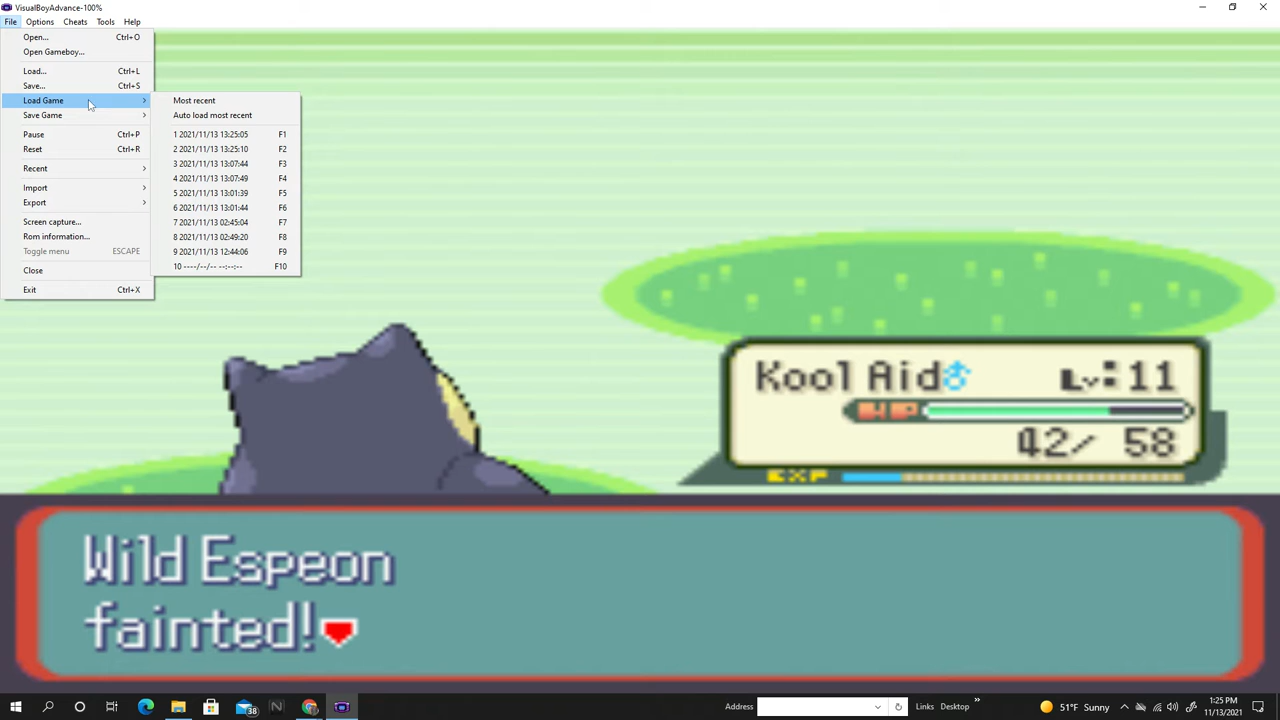 VisualBoyAdvance-100%
File Options Cheats Tools Help
Open... Ctrl+O
Open Gameboy...
Load... Ctrl+L
Save... Ctrl+S
Load Game
Save Game
Pause Ctrl+P
Reset Ctrl+R
Recent
Import
Export
Screen capture...
Rom information...
Toggle menu ESCAPE
Close
Exit Ctrl+X
Most recent
Auto load most recent
1 2021/11/13 13:25:05 F1
2 2021/11/13 13:25:10 F2
3 2021/11/13 13:07:44 F3
4 2021/11/13 13:07:49 F4
5 2021/11/13 13:01:39 F5
6 2021/11/13 13:01:44 F6
7 2021/11/13 02:45:04 F7
8 2021/11/13 02:49:20 F8
9 2021/11/13 12:44:06 F9
10 ----/--/-- --:--:-- F10
Kool Aid♂ Lv:11
HP
42/ 58
EXP
Wild Espeon
fainted!
38
Address
Links Desktop
51°F Sunny
1:25 PM
11/13/2021